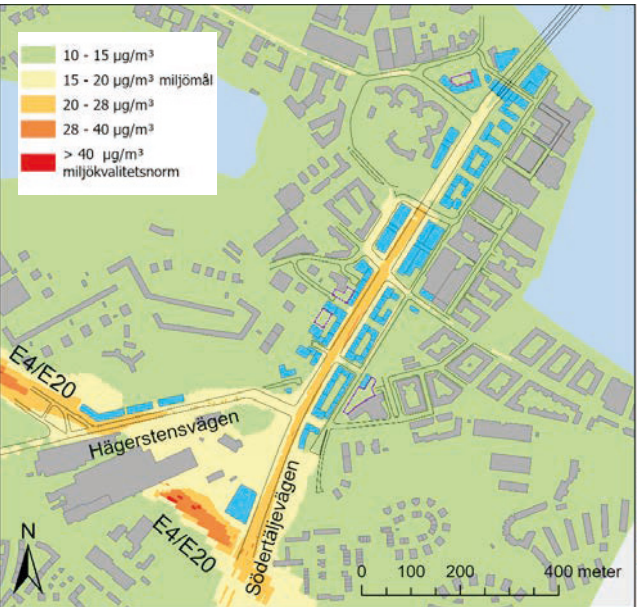 10 - 15 µg/m³
15 - 20 µg/m³ miljömål
20 - 28 µg/m³
28 - 40 µg/m³
> 40 µg/m³
miljökvalitetsnorm
E4/E20
Hägerstensvägen
E4/E20
Södertäljevägen
N
0 100 200 400 meter